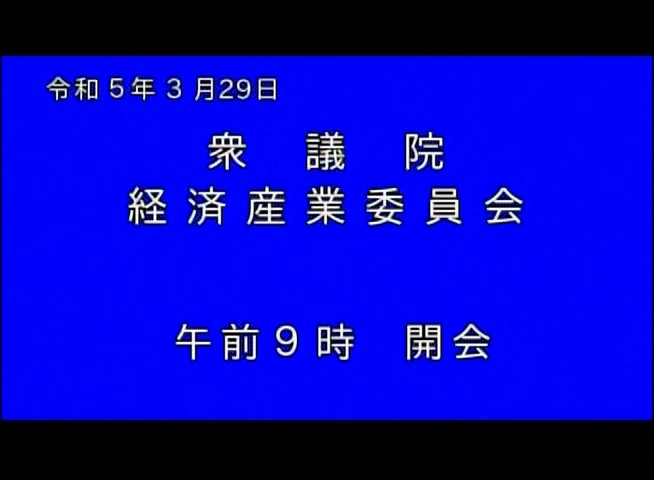 令和５年３月29日
衆議院
経済産業委員会
午前９時　開会